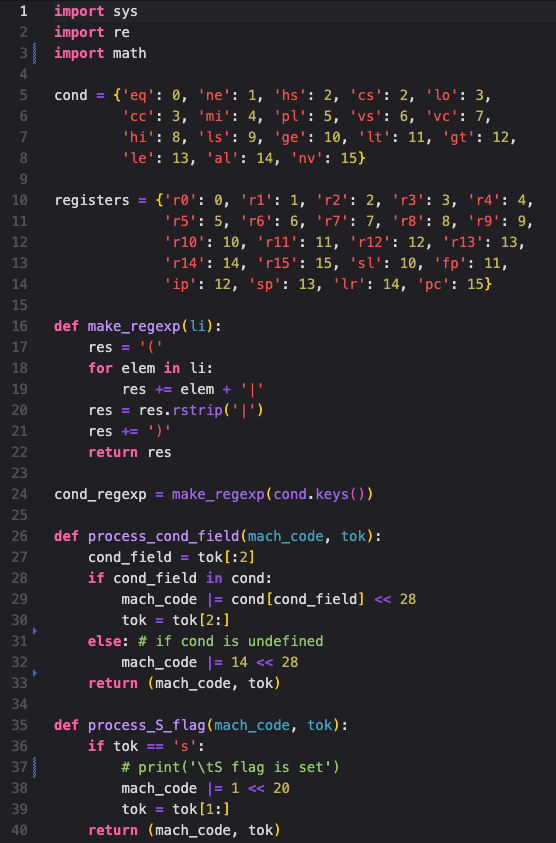 1 import sys
2 import re
3 import math
4
5 cond = {'eq': 0, 'ne': 1, 'hs': 2, 'cs': 2, 'lo': 3,
6         'cc': 3, 'mi': 4, 'pl': 5, 'vs': 6, 'vc': 7,
7         'hi': 8, 'ls': 9, 'ge': 10, 'lt': 11, 'gt': 12,
8         'le': 13, 'al': 14, 'nv': 15}
9
10 registers = {'r0': 0, 'r1': 1, 'r2': 2, 'r3': 3, 'r4': 4,
11              'r5': 5, 'r6': 6, 'r7': 7, 'r8': 8, 'r9': 9,
12              'r10': 10, 'r11': 11, 'r12': 12, 'r13': 13,
13              'r14': 14, 'r15': 15, 'sl': 10, 'fp': 11,
14              'ip': 12, 'sp': 13, 'lr': 14, 'pc': 15}
15
16 def make_regexp(li):
17     res = '('
18     for elem in li:
19         res += elem + '|'
20     res = res.rstrip('|')
21     res += ')'
22     return res
23
24 cond_regexp = make_regexp(cond.keys())
25
26 def process_cond_field(mach_code, tok):
27     cond_field = tok[:2]
28     if cond_field in cond:
29         mach_code |= cond[cond_field] << 28
30         tok = tok[2:]
31     else: # if cond is undefined
32         mach_code |= 14 << 28
33     return (mach_code, tok)
34
35 def process_S_flag(mach_code, tok):
36     if tok == 's':
37         # print('\tS flag is set')
38         mach_code |= 1 << 20
39         tok = tok[1:]
40     return (mach_code, tok)